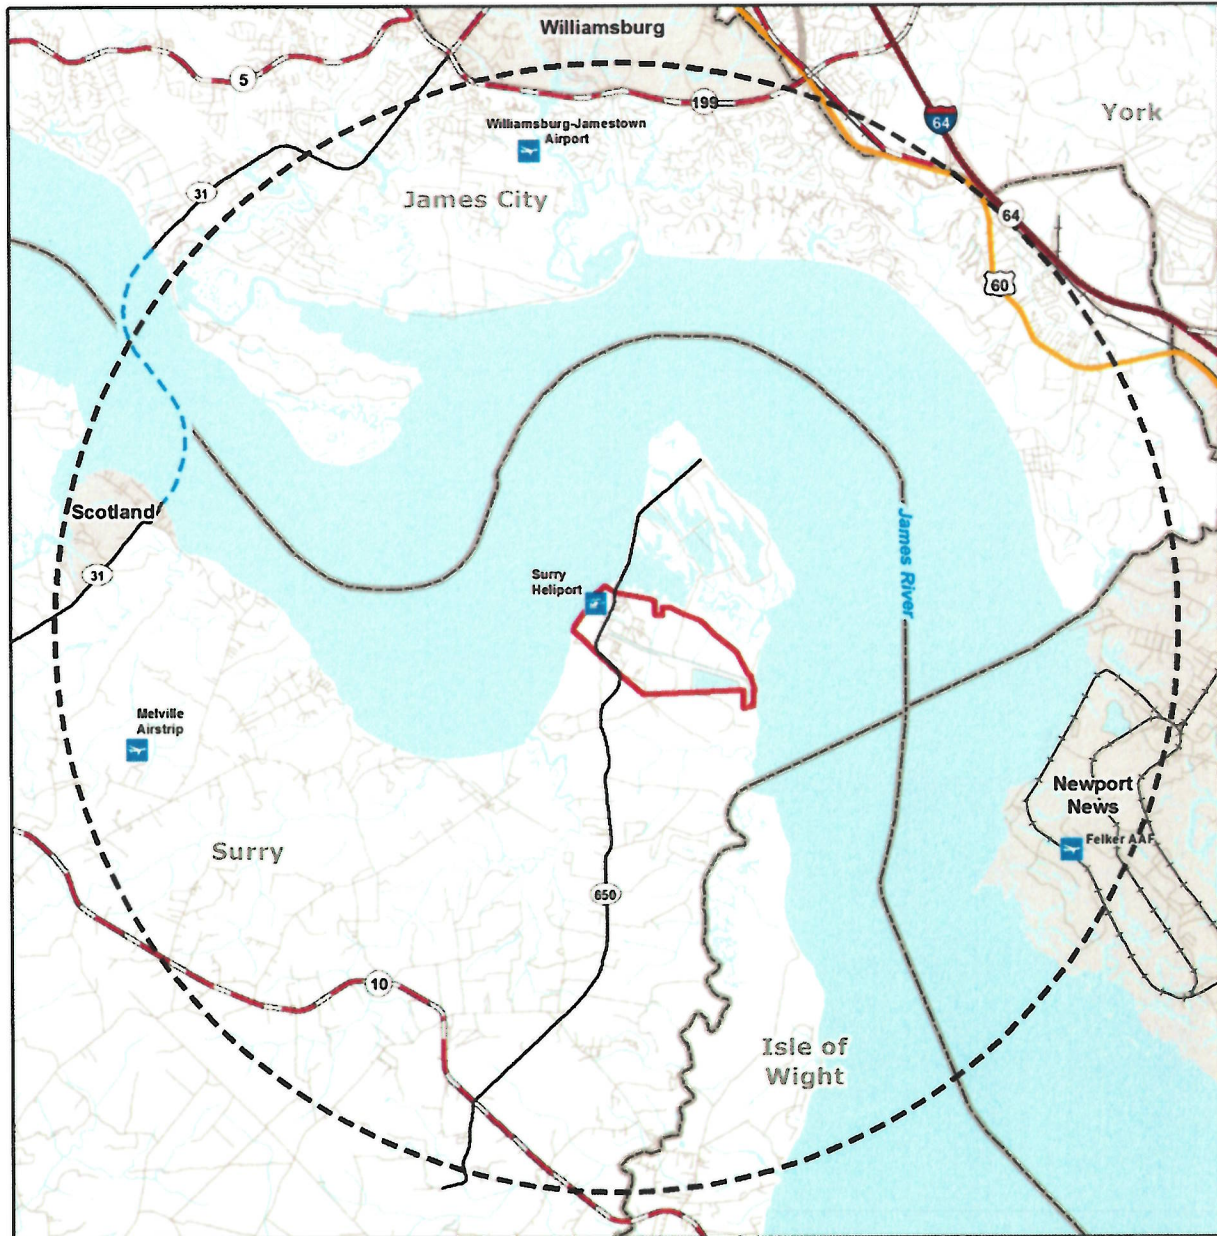 Williamsburg
5
199
64
York
Williamsburg-Jamestown
Airport
31
James City
64
60
Scotland
James River
31
Surry
Heliport
Melville
Airstrip
Newport
News
Felker AAF
Surry
650
10
Isle of
Wight